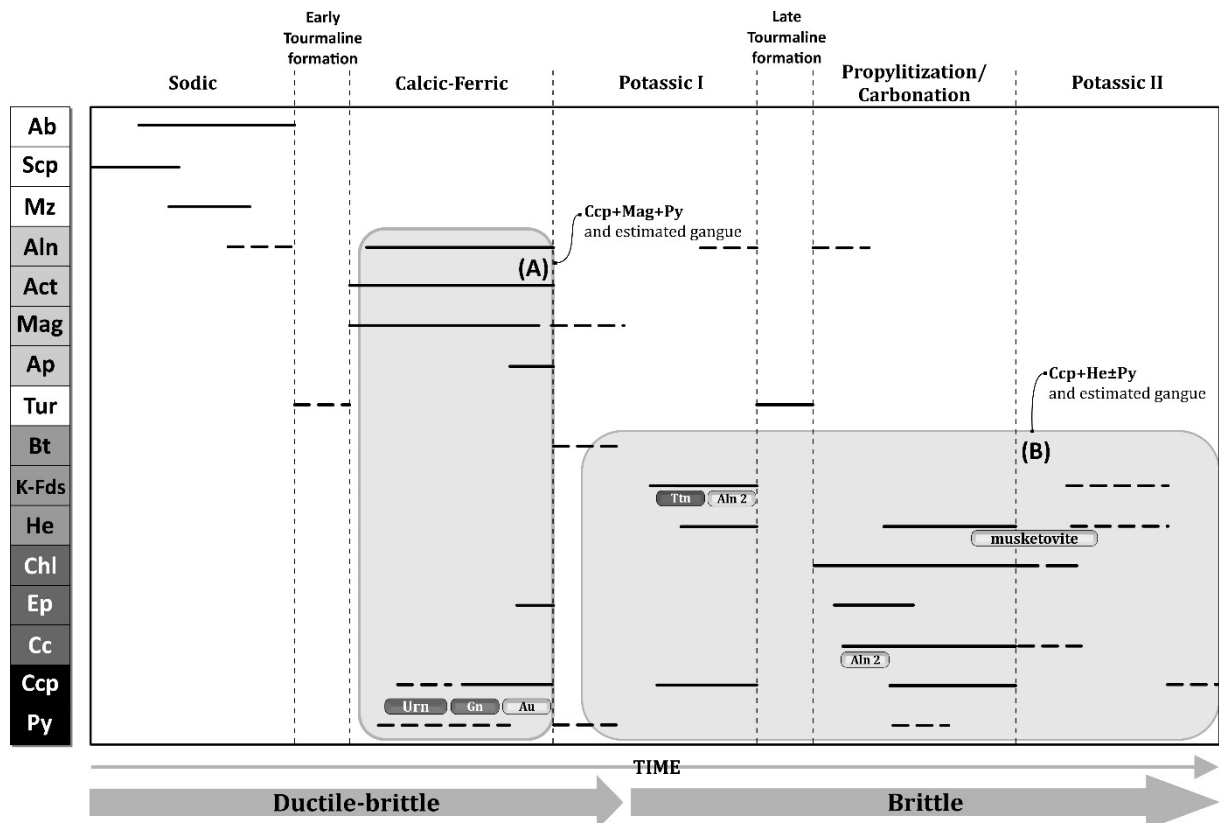 Early
Tourmaline
formation
Late
Tourmaline
formation
Sodic
Calcic-Ferric
Potassic I
Propylitization/
Carbonation
Potassic II
Ab
Scp
Mz
Ccp+Mag+Py
and estimated gangue
Aln
(A)
Act
Mag
Ap
Ccp+He±Py
and estimated gangue
Tur
Bt
(B)
K-Fds
Ttn
Aln 2
He
musketovite
Chl
Ep
Cc
Aln 2
Ccp
Urn
Gn
Au
Py
TIME
Ductile-brittle
Brittle